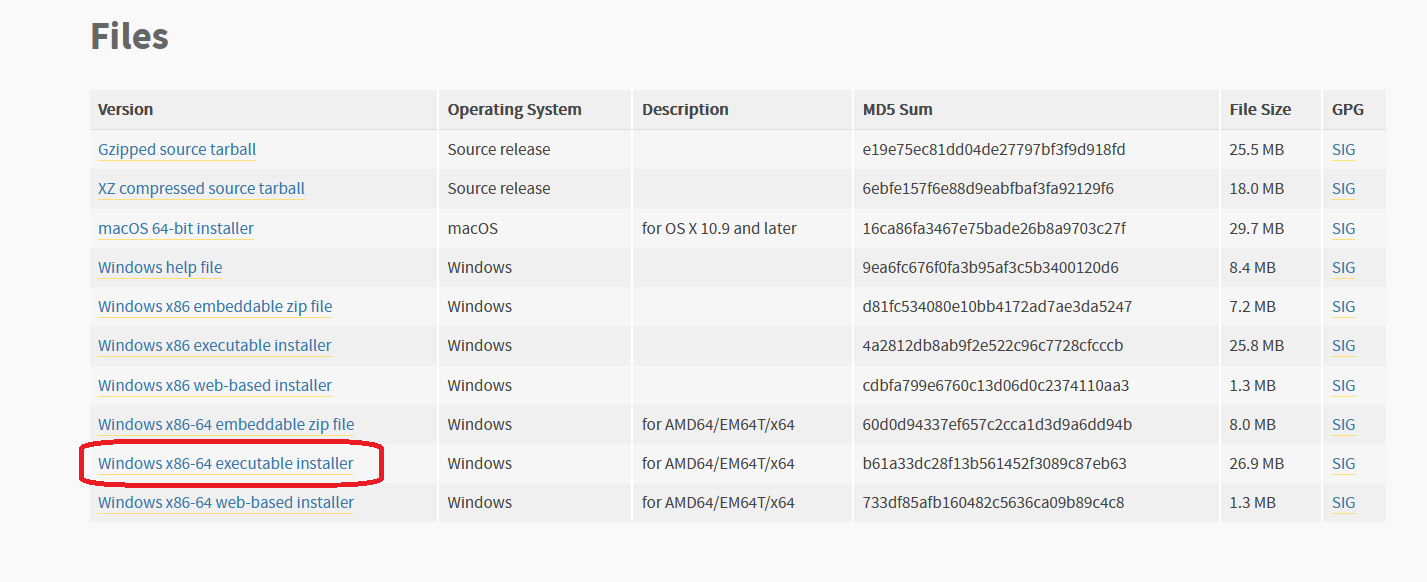 Files
Version Operating System Description MD5 Sum File Size GPG
Gzipped source tarball Source release e19e75ec81dd04de27797bf3f9d918fd 25.5 MB SIG
XZ compressed source tarball Source release 6ebfe157f6e88d9eabfbaf3fa92129f6 18.0 MB SIG
macOS 64-bit installer macOS for OS X 10.9 and later 16ca86fa3467e75bade26b8a9703c27f 29.7 MB SIG
Windows help file Windows 9ea6fc676f0fa3b95af3c5b3400120d6 8.4 MB SIG
Windows x86 embeddable zip file Windows d81fc534080e10bb4172ad7ae3da5247 7.2 MB SIG
Windows x86 executable installer Windows 4a2812db8ab9f2e522c96c7728cfcccb 25.8 MB SIG
Windows x86 web-based installer Windows cdbfa799e6760c13d06d0c2374110aa3 1.3 MB SIG
Windows x86-64 embeddable zip file Windows for AMD64/EM64T/x64 60d0d94337ef657c2cca1d3d9a6dd94b 8.0 MB SIG
Windows x86-64 executable installer Windows for AMD64/EM64T/x64 b61a33dc28f13b561452f3089c87eb63 26.9 MB SIG
Windows x86-64 web-based installer Windows for AMD64/EM64T/x64 733df85afb160482c5636ca09b89c4c8 1.3 MB SIG